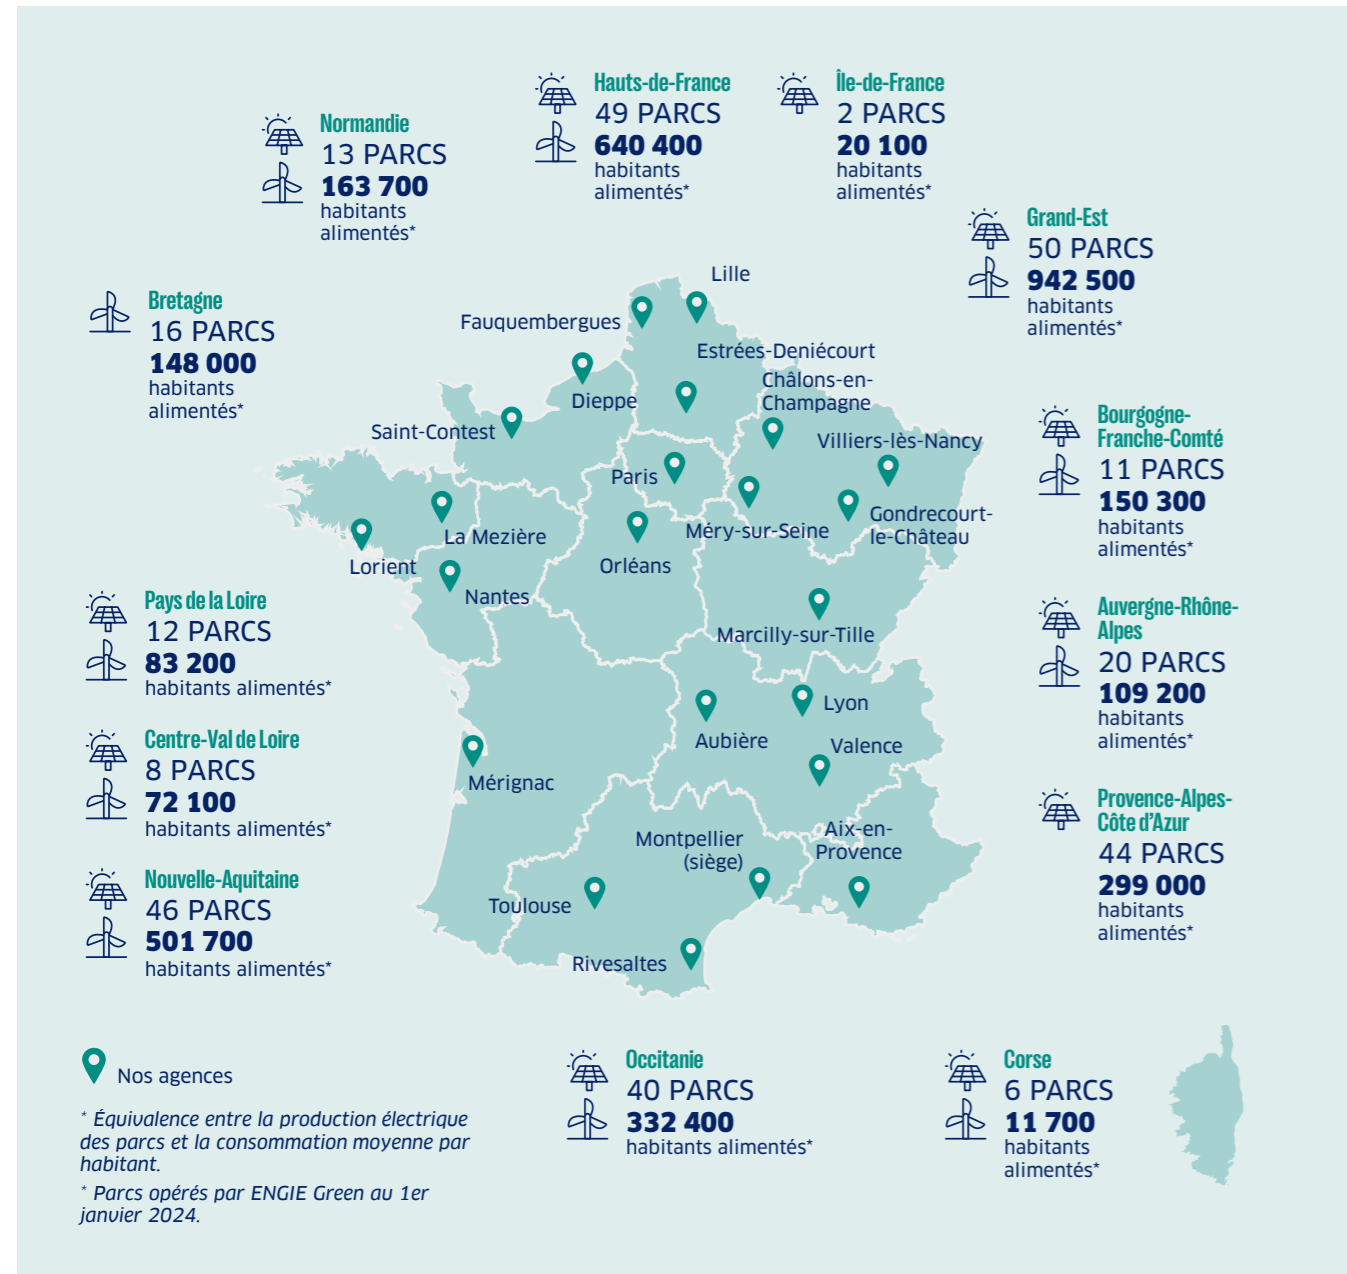 Hauts-de-France
49 PARCS
640 400
habitants
alimentés*
Île-de-France
2 PARCS
20 100
habitants
alimentés*
Normandie
13 PARCS
163 700
habitants
alimentés*
Grand-Est
50 PARCS
942 500
habitants
alimentés*
Bretagne
16 PARCS
148 000
habitants
alimentés*
Lille
Fauquembergues
Estrées-Deniécourt
Châlons-en-
Champagne
Dieppe
Saint-Contest
Villiers-lès-Nancy
Paris
Gondrecourt-
le-Château
Méry-sur-Seine
La Mezière
Lorient
Orléans
Nantes
Marcilly-sur-Tille
Lyon
Aubière
Valence
Mérignac
Montpellier
(siège)
Aix-en-
Provence
Toulouse
Rivesaltes
Bourgogne-
Franche-Comté
11 PARCS
150 300
habitants
alimentés*
Auvergne-Rhône-
Alpes
20 PARCS
109 200
habitants
alimentés*
Provence-Alpes-
Côte d'Azur
44 PARCS
299 000
habitants
alimentés*
Pays de la Loire
12 PARCS
83 200
habitants alimentés*
Centre-Val de Loire
8 PARCS
72 100
habitants alimentés*
Nouvelle-Aquitaine
46 PARCS
501 700
habitants alimentés*
Occitanie
40 PARCS
332 400
habitants alimentés*
Corse
6 PARCS
11 700
habitants
alimentés*
Nos agences
* Équivalence entre la production électrique
des parcs et la consommation moyenne par
habitant.
* Parcs opérés par ENGIE Green au 1er
janvier 2024.